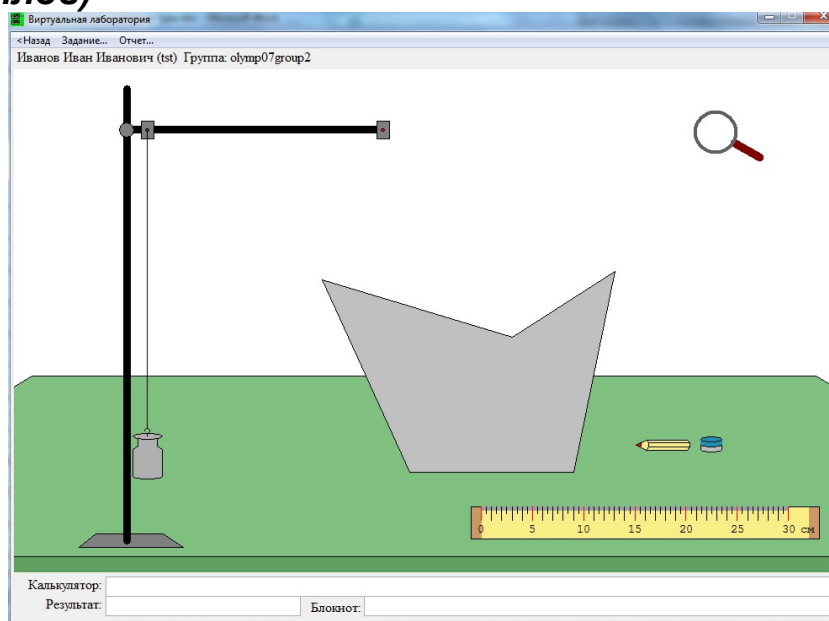 лов)
Виртуальная лаборатория
<Назад Задание... Отчет...
Иванов Иван Иванович (tst) Группа: olymp07group2
0 5 10 15 20 25 30 см
Калькулятор:
Результат: Блокнот: